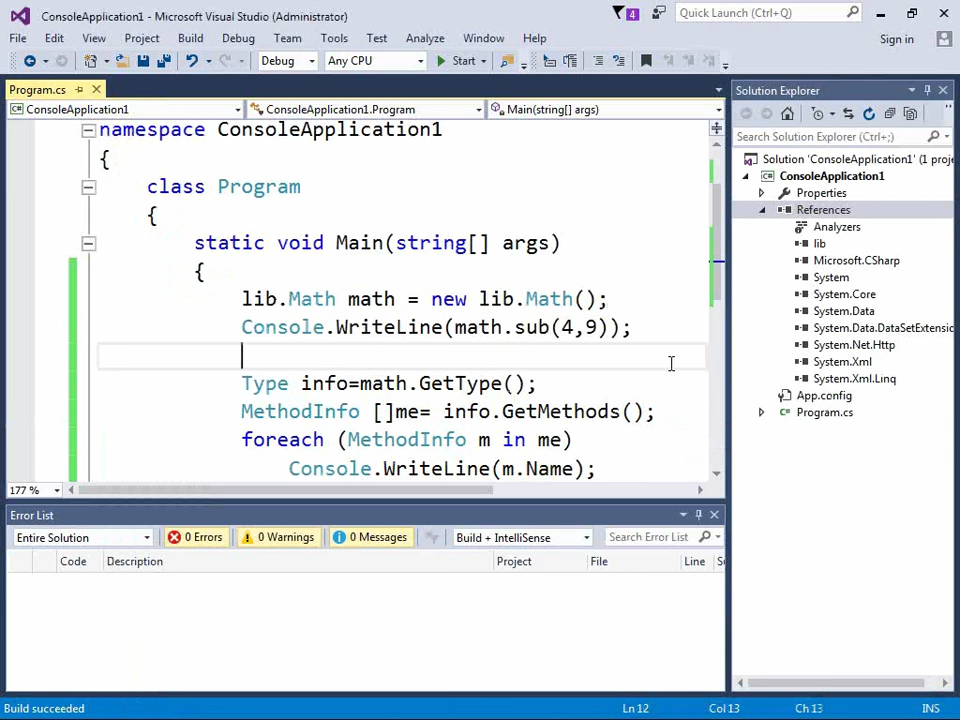 ConsoleApplication1 - Microsoft Visual Studio (Administrator)
4
Quick Launch (Ctrl+Q)
File Edit View Project Build Debug Team Tools Test Analyze Window Help
Sign in
Debug Any CPU Start
Program.cs
ConsoleApplication1 ConsoleApplication1.Program Main(string[] args)
namespace ConsoleApplication1
{
class Program
{
static void Main(string[] args)
{
lib.Math math = new lib.Math();
Console.WriteLine(math.sub(4,9));
Type info=math.GetType();
MethodInfo []me= info.GetMethods();
foreach (MethodInfo m in me)
Console.WriteLine(m.Name);
177 %
Solution Explorer
Search Solution Explorer (Ctrl+;)
Solution 'ConsoleApplication1' (1 proje
ConsoleApplication1
Properties
References
Analyzers
lib
Microsoft.CSharp
System
System.Core
System.Data
System.Data.DataSetExtensio
System.Net.Http
System.Xml
System.Xml.Linq
App.config
Program.cs
Error List
Entire Solution 0 Errors 0 Warnings 0 Messages Build + IntelliSense Search Error List
Code Description Project File Line Su
Build succeeded Ln 12 Col 13 Ch 13 INS